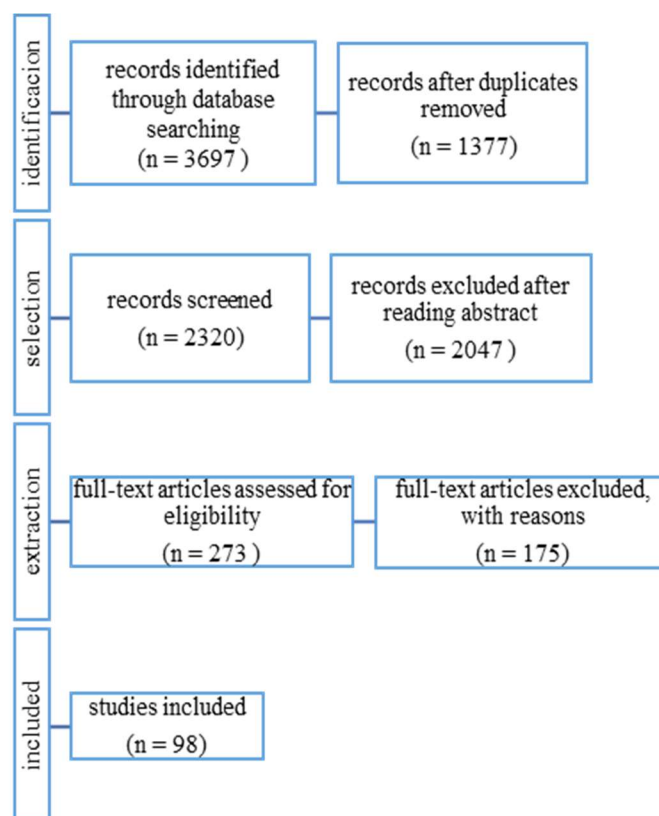 identificacion
records identified
through database
searching
(n = 3697 )
records after duplicates
removed
(n = 1377)
selection
records screened
(n = 2320)
records excluded after
reading abstract
(n = 2047 )
extraction
full-text articles assessed for
eligibility
(n = 273 )
full-text articles excluded,
with reasons
(n = 175)
included
studies included
(n = 98)